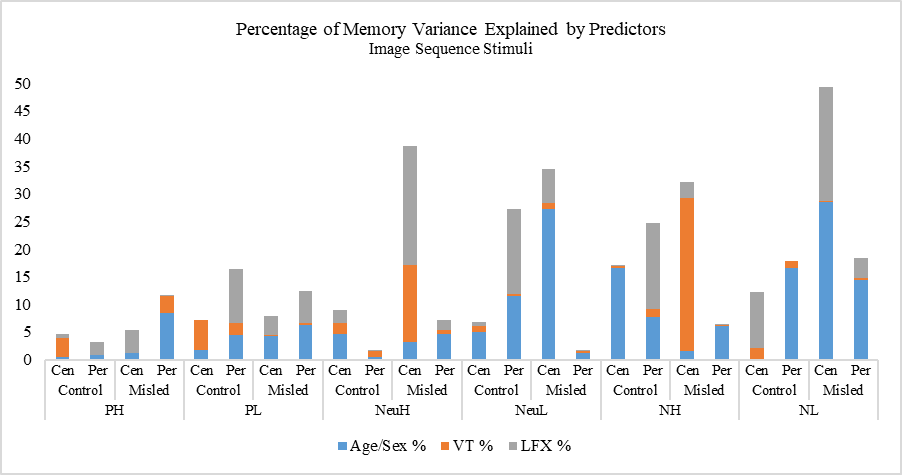 Percentage of Memory Variance Explained by Predictors
Image Sequence Stimuli
50
45
40
35
30
25
20
15
10
5
0
Cen Per Cen Per Cen Per Cen Per Cen Per Cen Per Cen Per Cen Per Cen Per Cen Per Cen Per Cen Per
Control Misled Control Misled Control Misled Control Misled Control Misled Control Misled
PH PL NeuH NeuL NH NL
Age/Sex % VT % LFX %